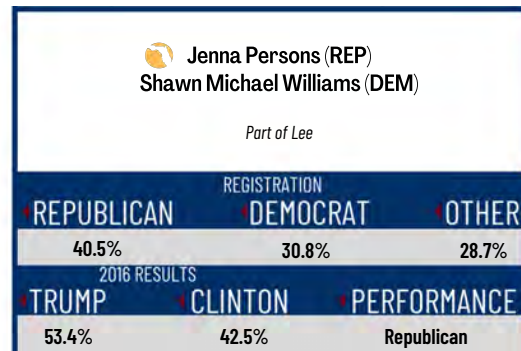 Jenna Persons (REP)
Shawn Michael Williams (DEM)
Part of Lee
REGISTRATION
REPUBLICAN DEMOCRAT OTHER
40.5% 30.8% 28.7%
2016 RESULTS
TRUMP CLINTON PERFORMANCE
53.4% 42.5% Republican